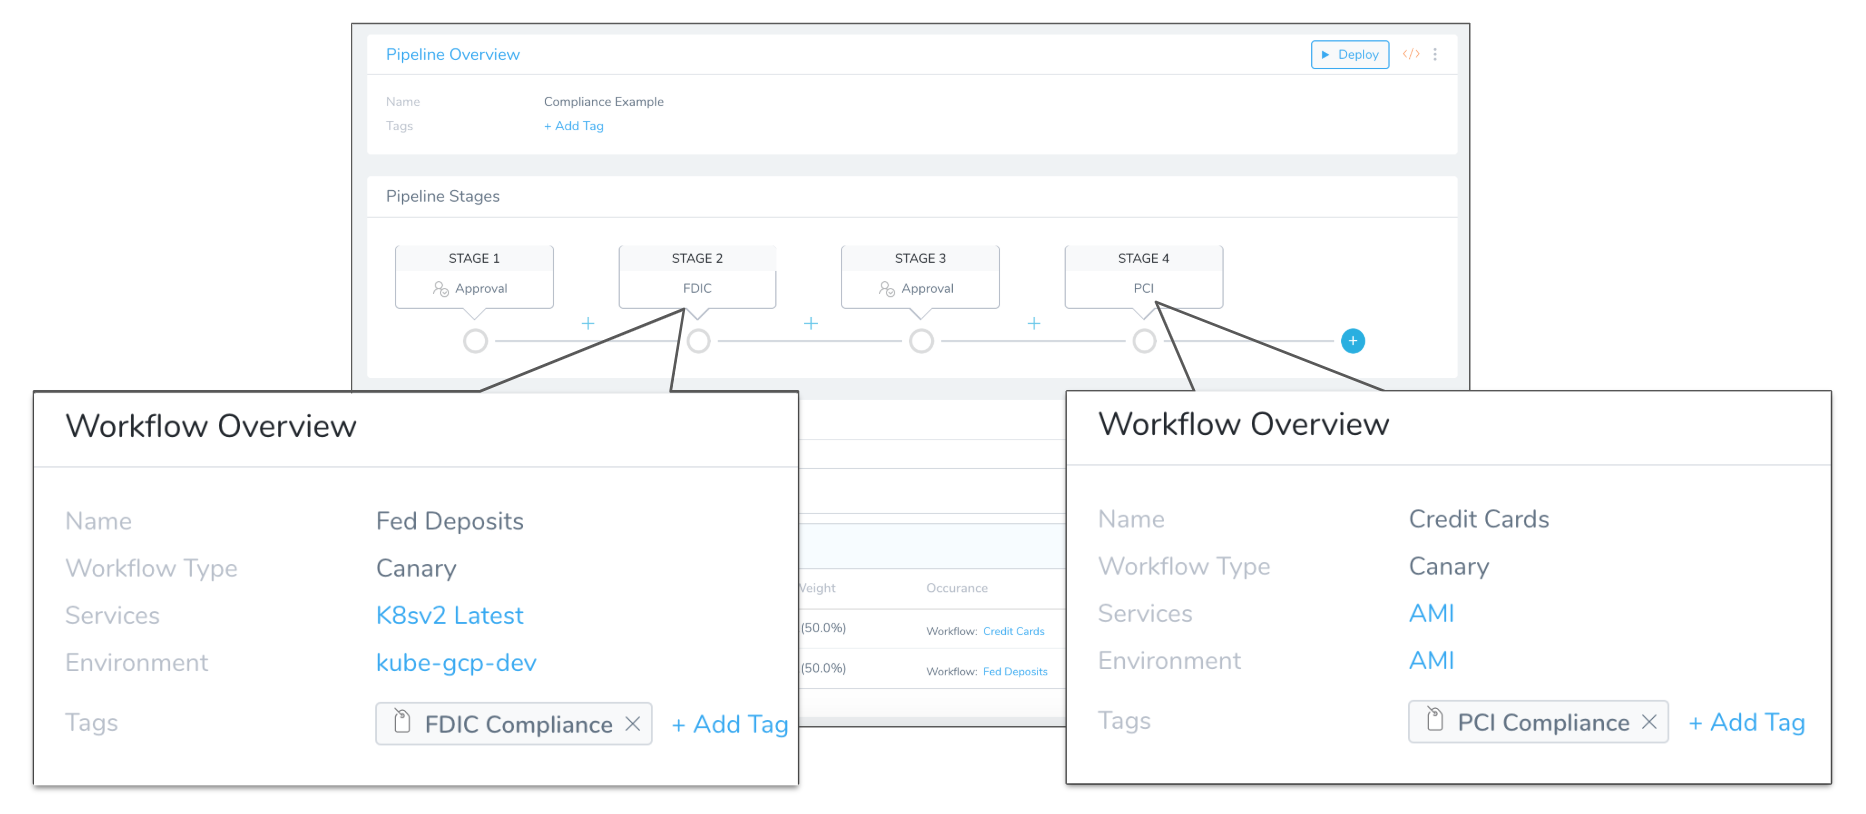 Pipeline Overview
Deploy </>
Name Compliance Example
Tags + Add Tag
Pipeline Stages
STAGE 1
Approval
STAGE 2
FDIC
STAGE 3
Approval
STAGE 4
PCI
Workflow Overview
Name Fed Deposits
Workflow Type Canary
Services K8sv2 Latest
Environment kube-gcp-dev
Tags FDIC Compliance × + Add Tag
Occurance
(50.0%) Workflow: Credit Cards
(50.0%) Workflow: Fed Deposits
Workflow Overview
Name Credit Cards
Workflow Type Canary
Services AMI
Environment AMI
Tags PCI Compliance × + Add Tag